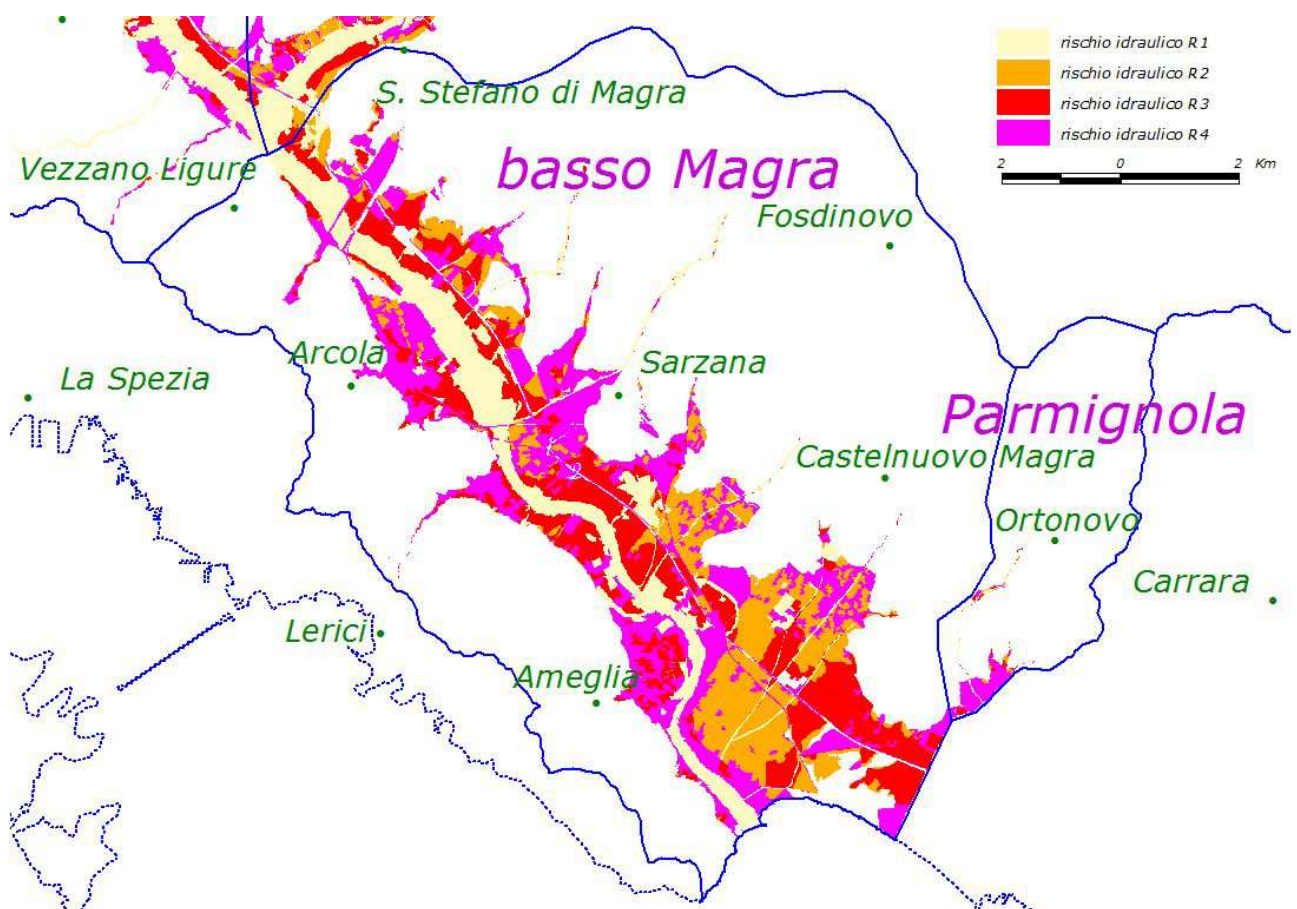 rischio idraulico R1
rischio idraulico R2
rischio idraulico R3
rischio idraulico R4
2 0 2 Km
S. Stefano di Magra
Vezzano Ligure
basso Magra
Fosdinovo
Arcola
Sarzana
La Spezia
Parmignola
Castelnuovo Magra
Ortonovo
Carrara
Lerici
Ameglia